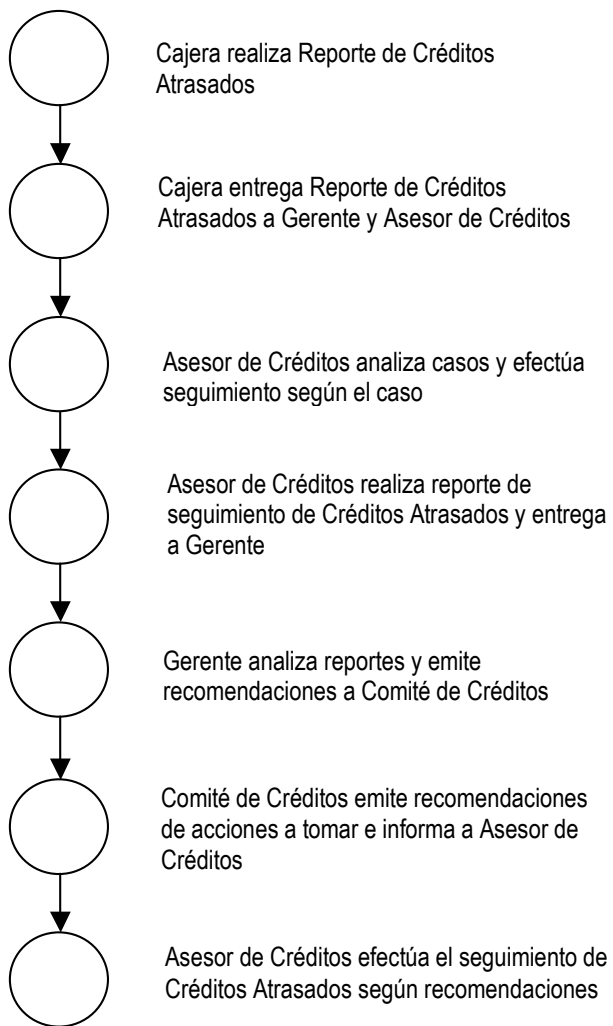 Cajera realiza Reporte de Créditos
Atrasados
Cajera entrega Reporte de Créditos
Atrasados a Gerente y Asesor de Créditos
Asesor de Créditos analiza casos y efectúa
seguimiento según el caso
Asesor de Créditos realiza reporte de
seguimiento de Créditos Atrasados y entrega
a Gerente
Gerente analiza reportes y emite
recomendaciones a Comité de Créditos
Comité de Créditos emite recomendaciones
de acciones a tomar e informa a Asesor de
Créditos
Asesor de Créditos efectúa el seguimiento de
Créditos Atrasados según recomendaciones